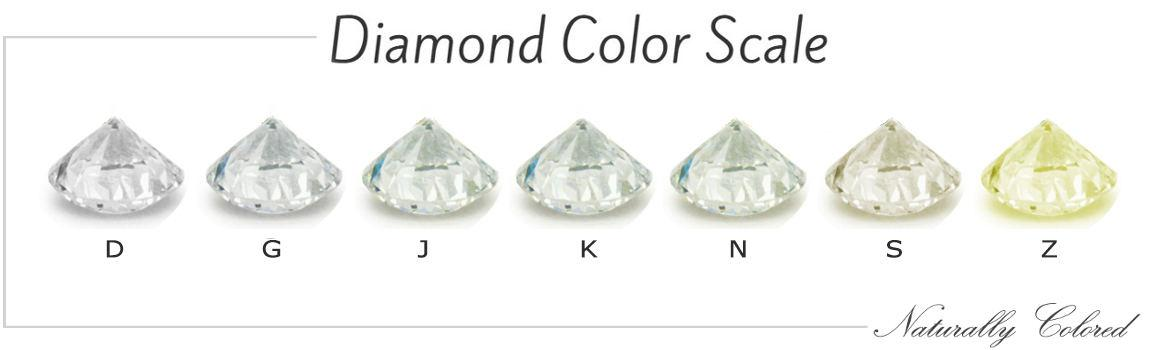 Diamond Color Scale
D G J K N S Z
Naturally Colored